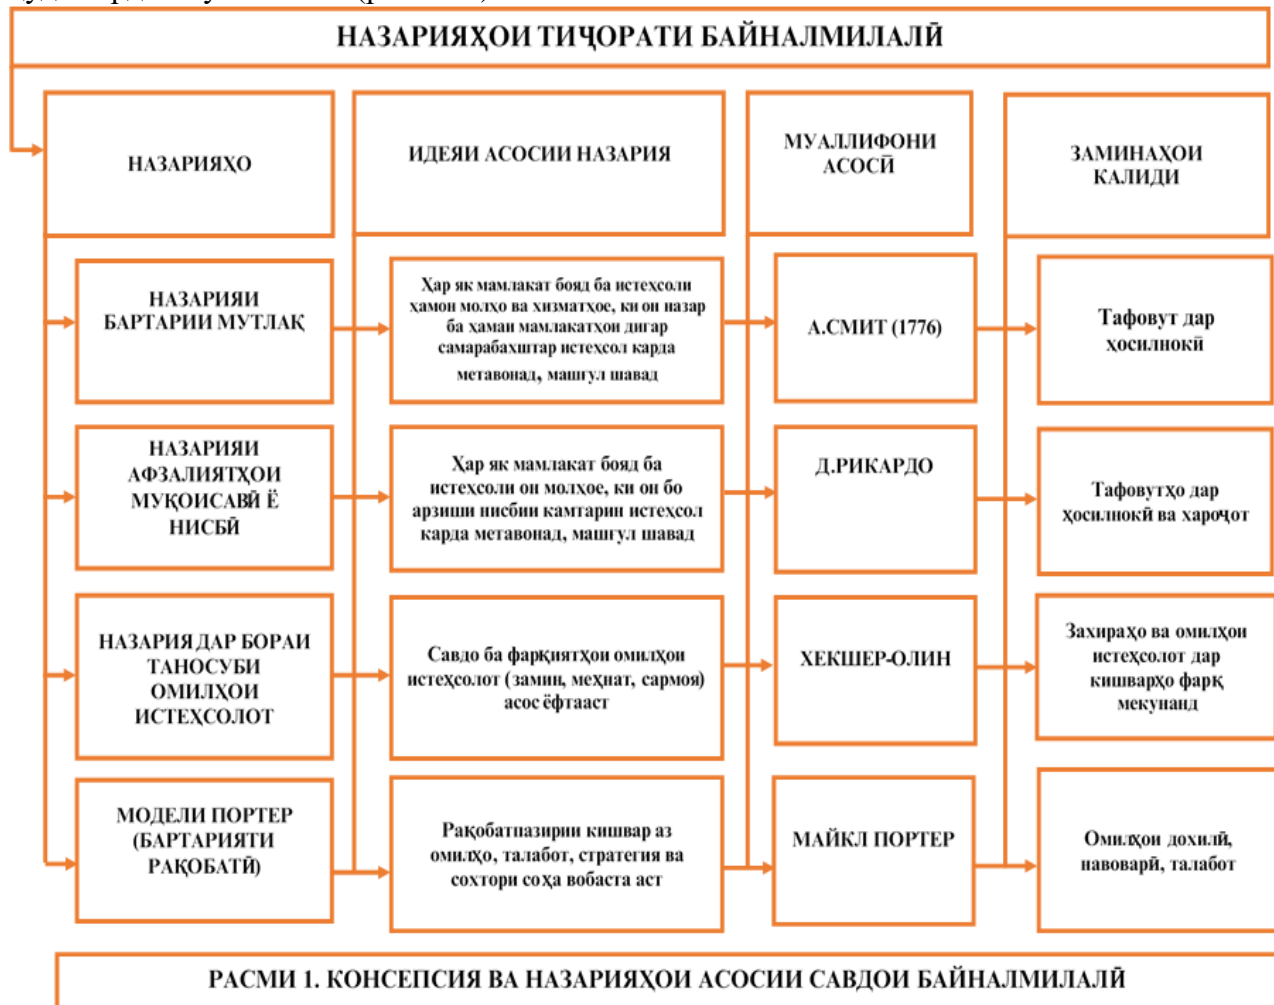 НАЗАРИЯҲОИ ТИҶОРАТИ БАЙНАЛМИЛАЛӢ
НАЗАРИЯҲО
ИДЕЯИ АСОСИИ НАЗАРИЯ
МУАЛЛИФОНИ
АСОСӢ
ЗАМИНАҲОИ
КАЛИДИ
НАЗАРИЯИ
БАРТАРИИ МУТЛАҚ
Ҳар як мамлакат бояд ба истеҳсоли
ҳамон молҳо ва хизматҳое, ки он назар
ба ҳамаи мамлакатҳои дигар
самарабахштар истеҳсол карда
метавонад, машғул шавад
А.СМИТ (1776)
Тафовут дар
ҳосилнокӣ
НАЗАРИЯИ
АФЗАЛИЯТҲОИ
МУҚОИСАВӢ Ё
НИСБӢ
Ҳар як мамлакат бояд ба
истеҳсоли он молҳое, ки он бо
арзиши нисбии камтарин истеҳсол
карда метавонад, машғул шавад
Д.РИКАРДО
Тафовутҳо дар
ҳосилнокӣ ва хароҷот
НАЗАРИЯ ДАР БОРАИ
ТАНОСУБИ
ОМИЛҲОИ
ИСТЕҲСОЛОТ
Савдо ба фарқиятҳои омилҳои
истеҳсолот (замин, меҳнат, сармоя)
асос ёфтааст
ХЕКШЕР-ОЛИН
Захираҳо ва омилҳои
истеҳсолот дар
кишварҳо фарқ
мекунанд
МОДЕЛИ ПОРТЕР
(БАРТАРИЯТИ
РАҚОБАТӢ)
Рақобатпазирии кишвар аз
омилҳо, талабот, стратегия ва
сохтори соҳа вобаста аст
МАЙКЛ ПОРТЕР
Омилҳои дохилӣ,
навоварӣ, талабот
РАСМИ 1. КОНСЕПСИЯ ВА НАЗАРИЯҲОИ АСОСИИ САВДОИ БАЙНАЛМИЛАЛӢ